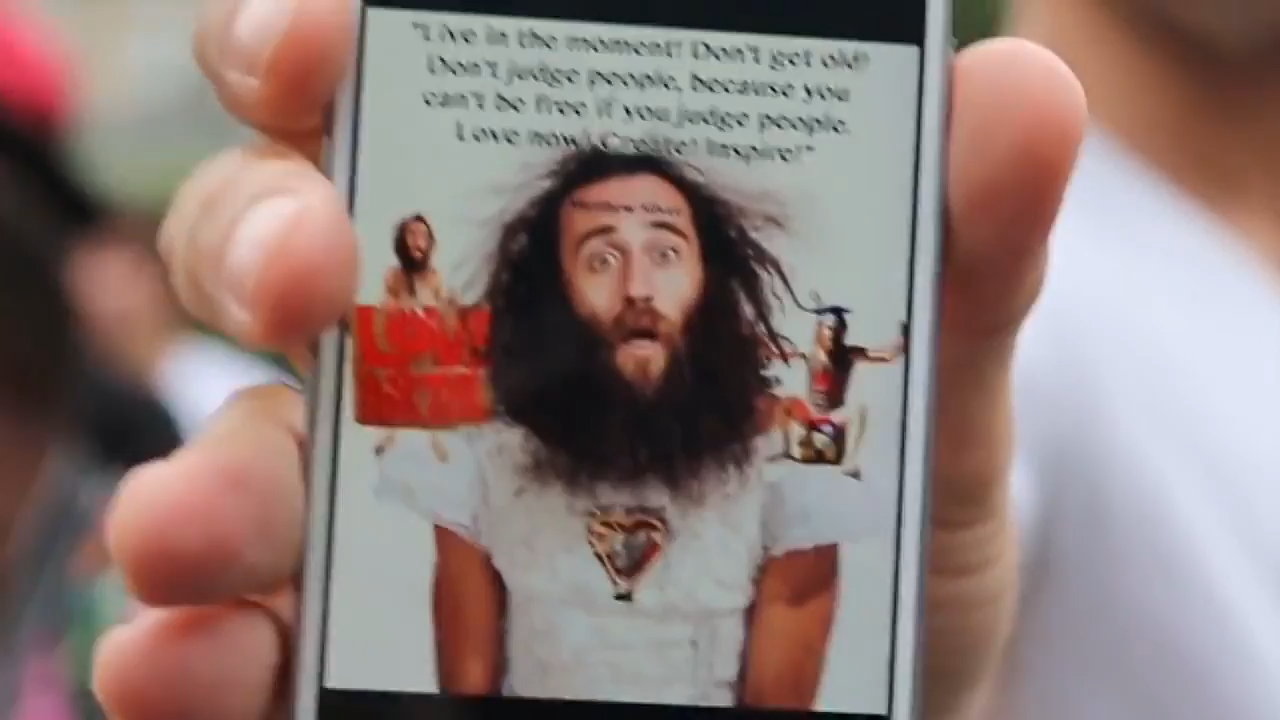 "Live in the moment! Don't get old!
Don't judge people, because you
can't be free if you judge people.
Love now! Create! Inspire!"